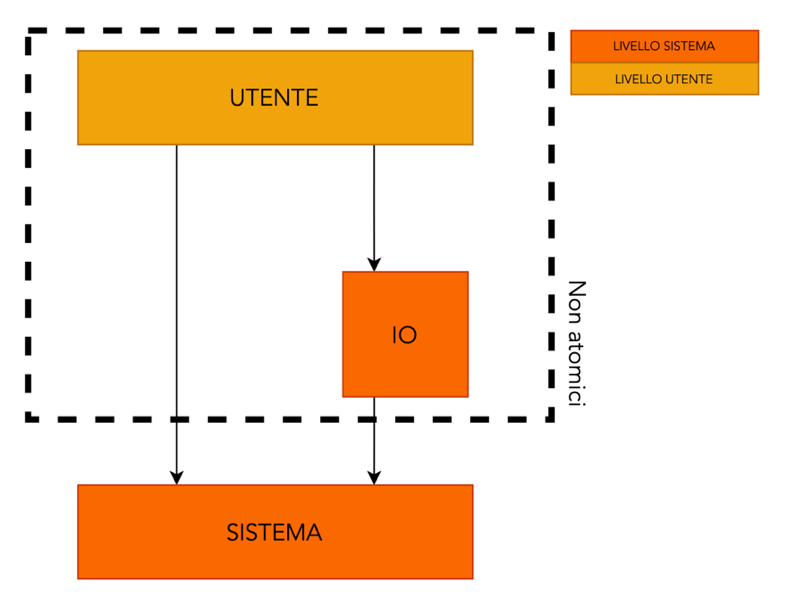 LIVELLO SISTEMA
LIVELLO UTENTE
UTENTE
IO
Non atomici
SISTEMA